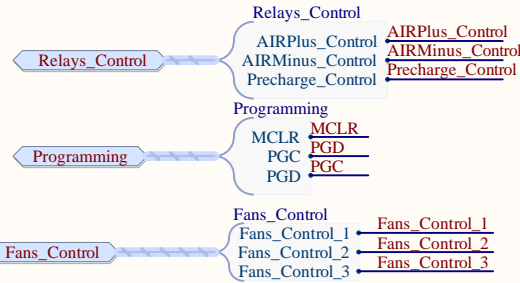 Relays_Control
AIRPlus_Control AIRPlus_Control
Relays_Control AIRMinus_Control AIRMinus_Control
Precharge_Control Precharge_Control
Programming
MCLR MCLR
Programming PGC PGD
PGD PGC
Fans_Control
Fans_Control_1 Fans_Control_1
Fans_Control Fans_Control_2 Fans_Control_2
Fans_Control_3 Fans_Control_3